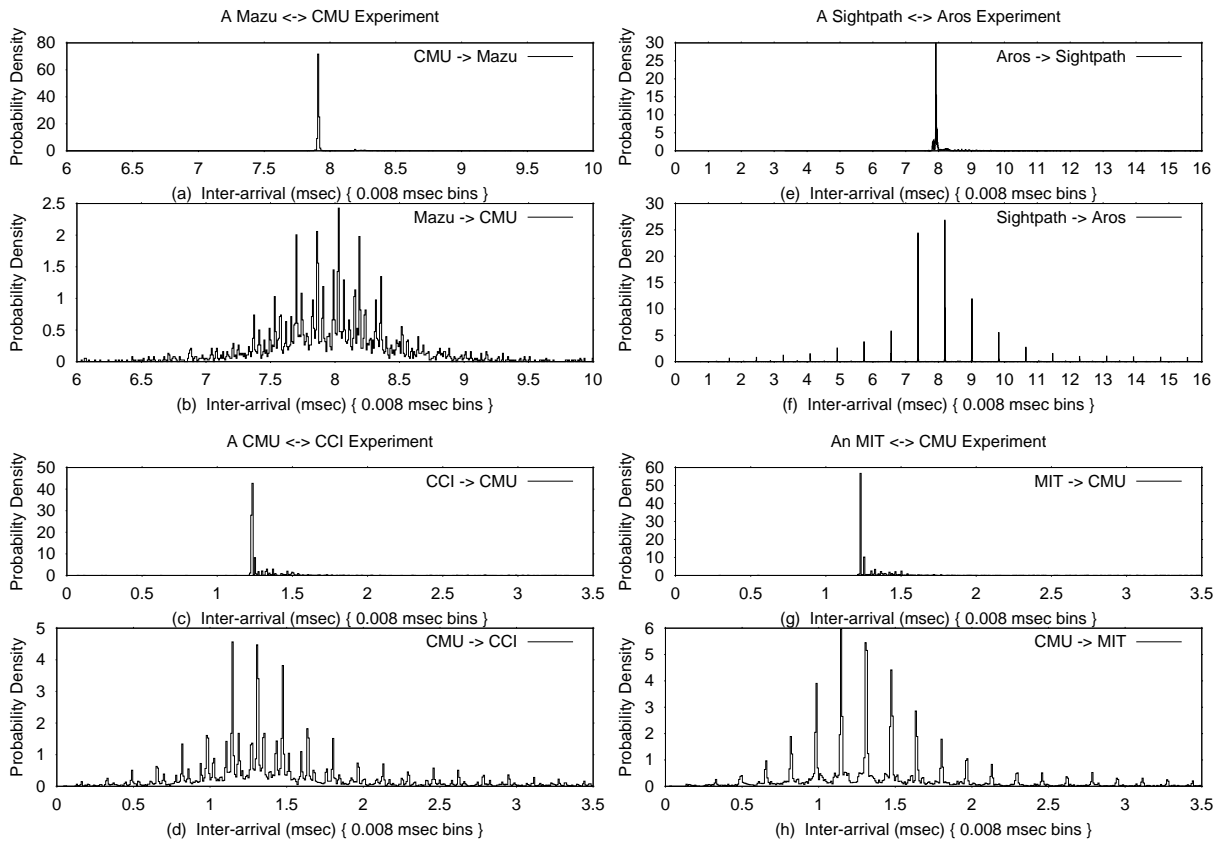 A Mazu <-> CMU Experiment
Probability Density
80
60
40
20
0
CMU -> Mazu
6 6.5 7 7.5 8 8.5 9 9.5 10
(a) Inter-arrival (msec) { 0.008 msec bins }
Probability Density
2.5
2
1.5
1
0.5
0
Mazu -> CMU
6 6.5 7 7.5 8 8.5 9 9.5 10
(b) Inter-arrival (msec) { 0.008 msec bins }
A CMU <-> CCI Experiment
Probability Density
50
40
30
20
10
0
CCI -> CMU
0 0.5 1 1.5 2 2.5 3 3.5
(c) Inter-arrival (msec) { 0.008 msec bins }
Probability Density
5
4
3
2
1
0
CMU -> CCI
0 0.5 1 1.5 2 2.5 3 3.5
(d) Inter-arrival (msec) { 0.008 msec bins }
A Sightpath <-> Aros Experiment
Probability Density
30
25
20
15
10
5
0
Aros -> Sightpath
0 1 2 3 4 5 6 7 8 9 10 11 12 13 14 15 16
(e) Inter-arrival (msec) { 0.008 msec bins }
Probability Density
30
25
20
15
10
5
0
Sightpath -> Aros
0 1 2 3 4 5 6 7 8 9 10 11 12 13 14 15 16
(f) Inter-arrival (msec) { 0.008 msec bins }
An MIT <-> CMU Experiment
Probability Density
60
50
40
30
20
10
0
MIT -> CMU
0 0.5 1 1.5 2 2.5 3 3.5
(g) Inter-arrival (msec) { 0.008 msec bins }
Probability Density
6
5
4
3
2
1
0
CMU -> MIT
0 0.5 1 1.5 2 2.5 3 3.5
(h) Inter-arrival (msec) { 0.008 msec bins }